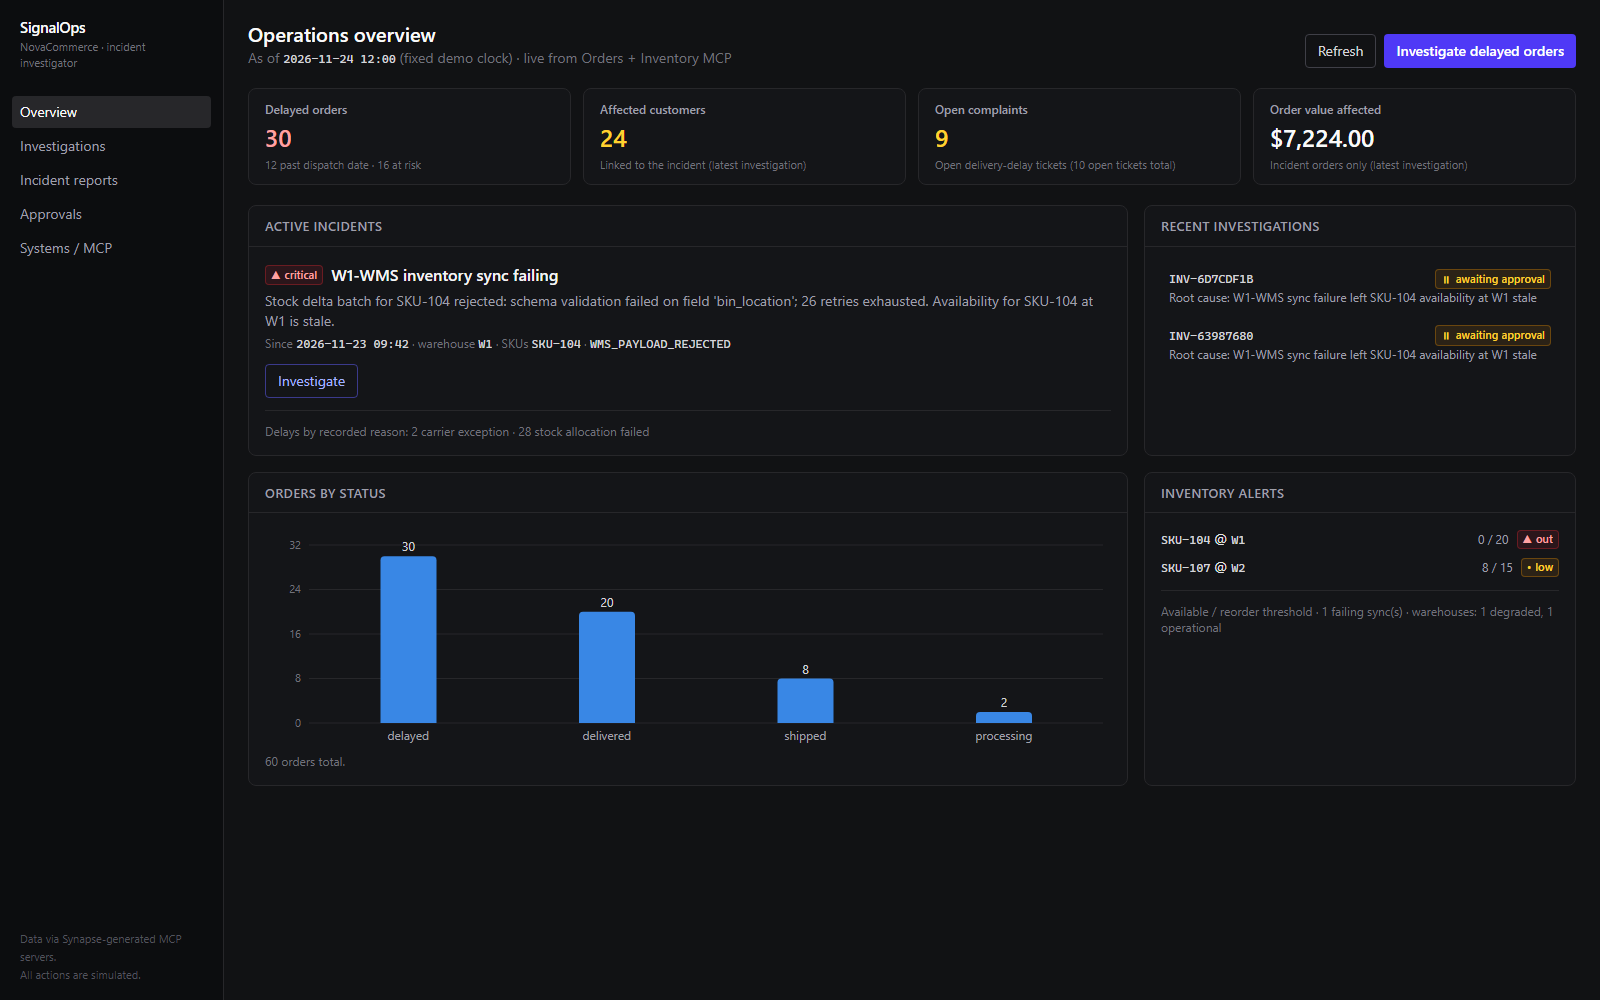 SignalOps
NovaCommerce · incident
investigator
Overview
Investigations
Incident reports
Approvals
Systems / MCP
Data via Synapse-generated MCP
servers.
All actions are simulated.
Operations overview
As of 2026-11-24 12:00 (fixed demo clock) · live from Orders + Inventory MCP
Refresh
Investigate delayed orders
Delayed orders
30
12 past dispatch date · 16 at risk
Affected customers
24
Linked to the incident (latest investigation)
Open complaints
9
Open delivery-delay tickets (10 open tickets total)
Order value affected
$7,224.00
Incident orders only (latest investigation)
ACTIVE INCIDENTS
critical W1-WMS inventory sync failing
Stock delta batch for SKU-104 rejected: schema validation failed on field 'bin_location'; 26 retries exhausted. Availability for SKU-104 at
W1 is stale.
Since 2026-11-23 09:42 · warehouse W1 · SKUs SKU-104 · WMS_PAYLOAD_REJECTED
Investigate
Delays by recorded reason: 2 carrier exception · 28 stock allocation failed
RECENT INVESTIGATIONS
INV-6D7CDF1B awaiting approval
Root cause: W1-WMS sync failure left SKU-104 availability at W1 stale
INV-63987680 awaiting approval
Root cause: W1-WMS sync failure left SKU-104 availability at W1 stale
ORDERS BY STATUS
32
24
16
8
0
30
20
8
2
delayed
delivered
shipped
processing
60 orders total.
INVENTORY ALERTS
SKU-104 @ W1 0 / 20 out
SKU-107 @ W2 8 / 15 low
Available / reorder threshold · 1 failing sync(s) · warehouses: 1 degraded, 1
operational